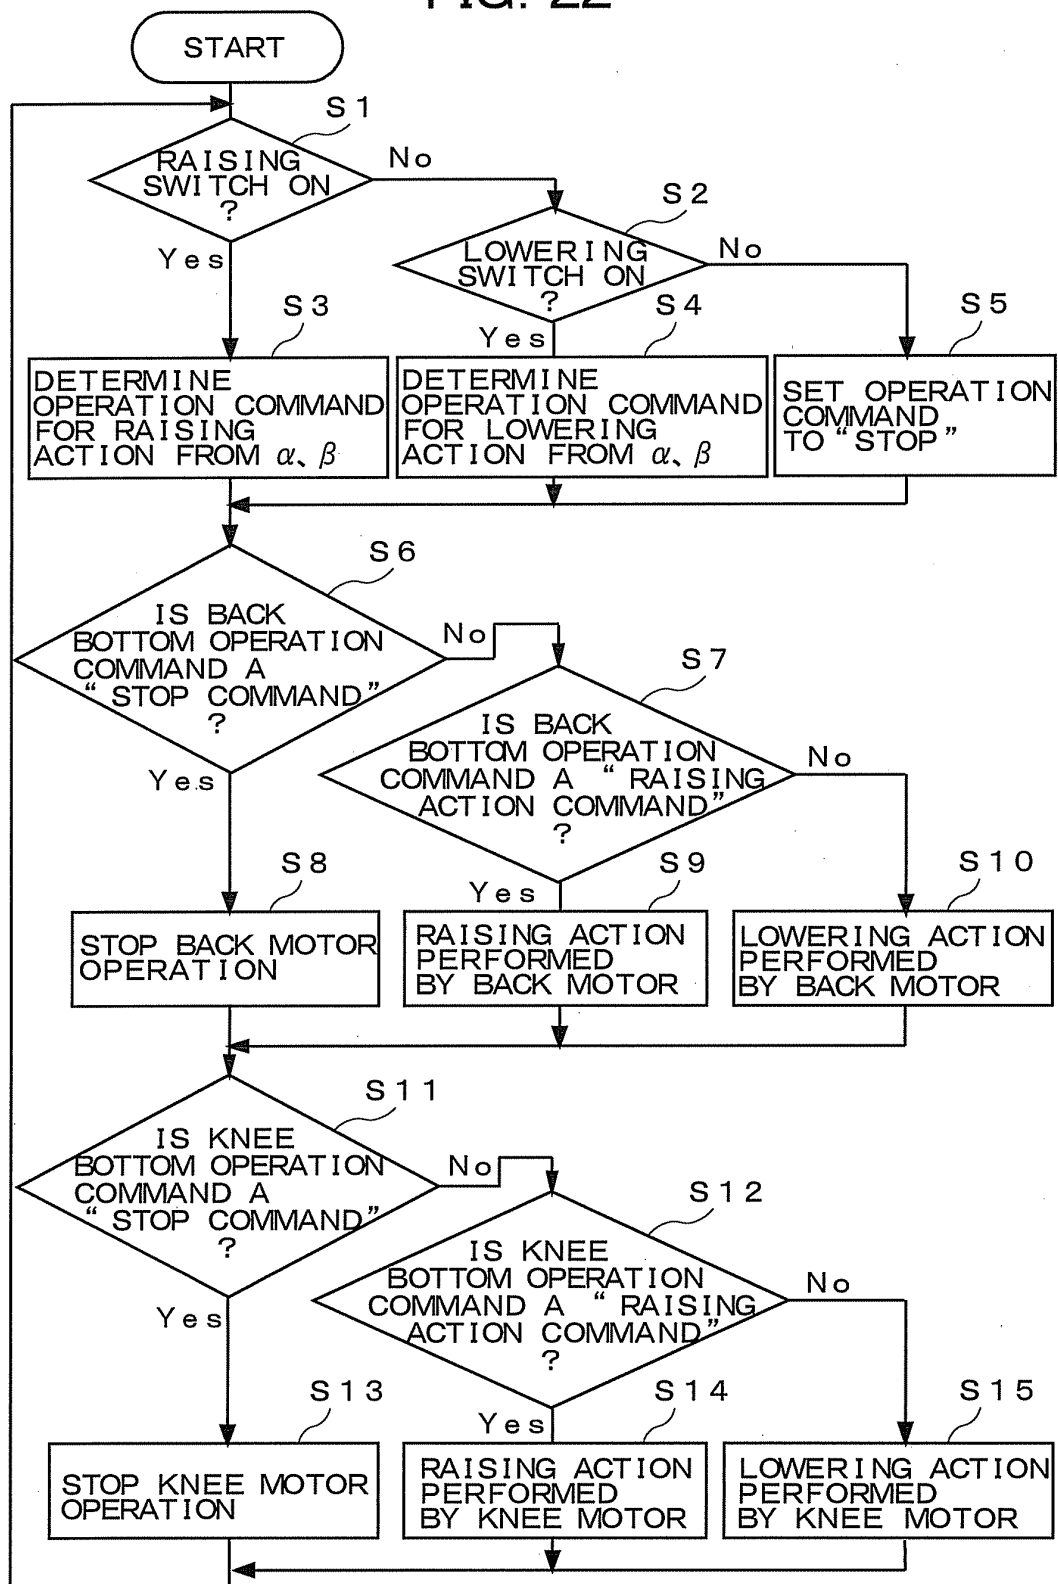 FIG. 22
START
S1
RAISING
SWITCH ON
?
No
Yes
S2
LOWERING
SWITCH ON
?
No
Yes
S3
DETERMINE
OPERATION COMMAND
FOR RAISING
ACTION FROM α、β
S4
DETERMINE
OPERATION COMMAND
FOR LOWERING
ACTION FROM α、β
S5
SET OPERATION
COMMAND
TO “STOP”
S6
IS BACK
BOTTOM OPERATION
COMMAND A
“STOP COMMAND”
?
No
Yes
S7
IS BACK
BOTTOM OPERATION
COMMAND A “RAISING
ACTION COMMAND”
?
No
Yes
S8
STOP BACK MOTOR
OPERATION
S9
RAISING ACTION
PERFORMED
BY BACK MOTOR
S10
LOWERING ACTION
PERFORMED
BY BACK MOTOR
S11
IS KNEE
BOTTOM OPERATION
COMMAND A
“STOP COMMAND”
?
No
Yes
S12
IS KNEE
BOTTOM OPERATION
COMMAND A “RAISING
ACTION COMMAND”
?
No
Yes
S13
STOP KNEE MOTOR
OPERATION
S14
RAISING ACTION
PERFORMED
BY KNEE MOTOR
S15
LOWERING ACTION
PERFORMED
BY KNEE MOTOR